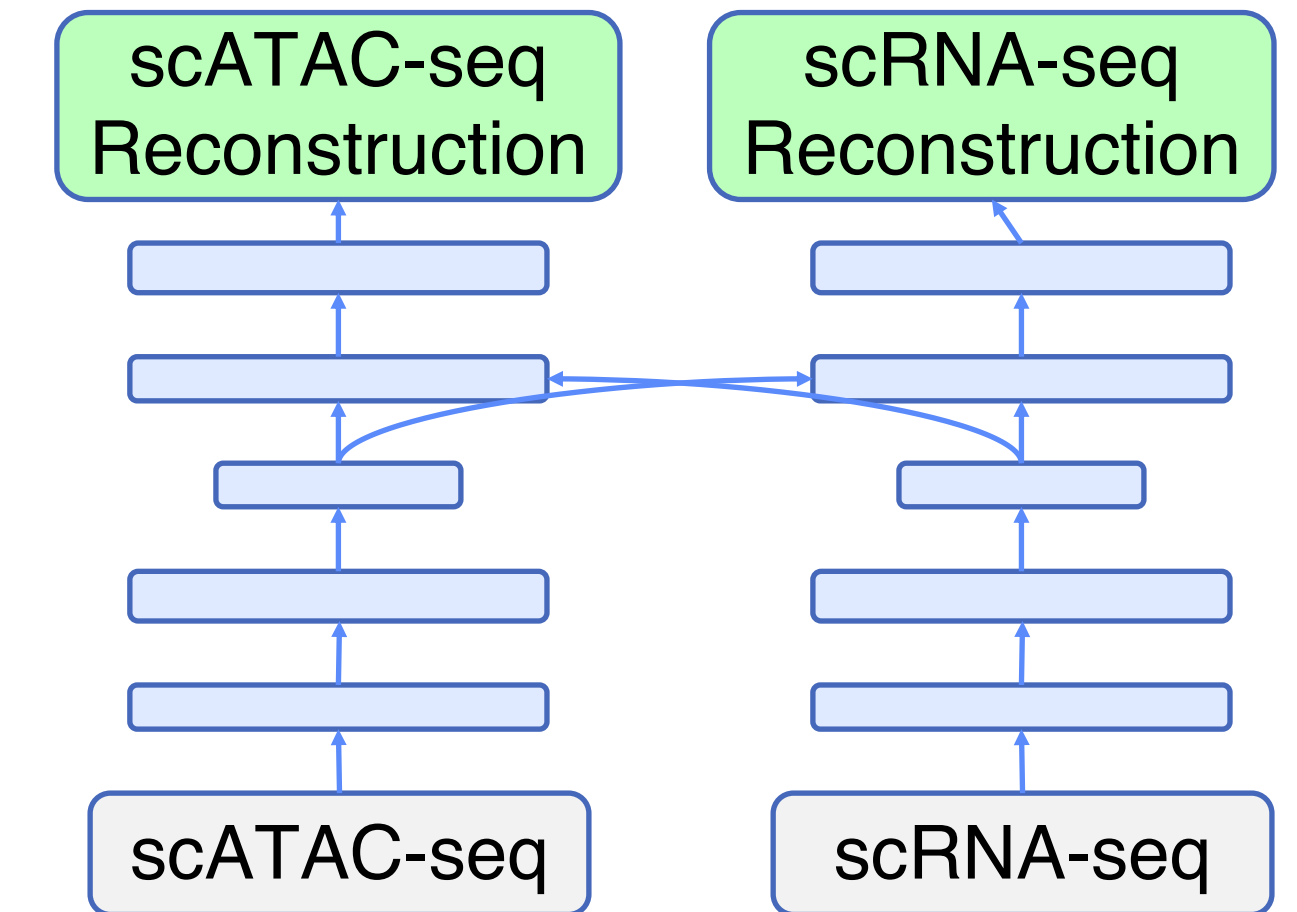 scATAC-seq
Reconstruction
scRNA-seq
Reconstruction
scATAC-seq
scRNA-seq